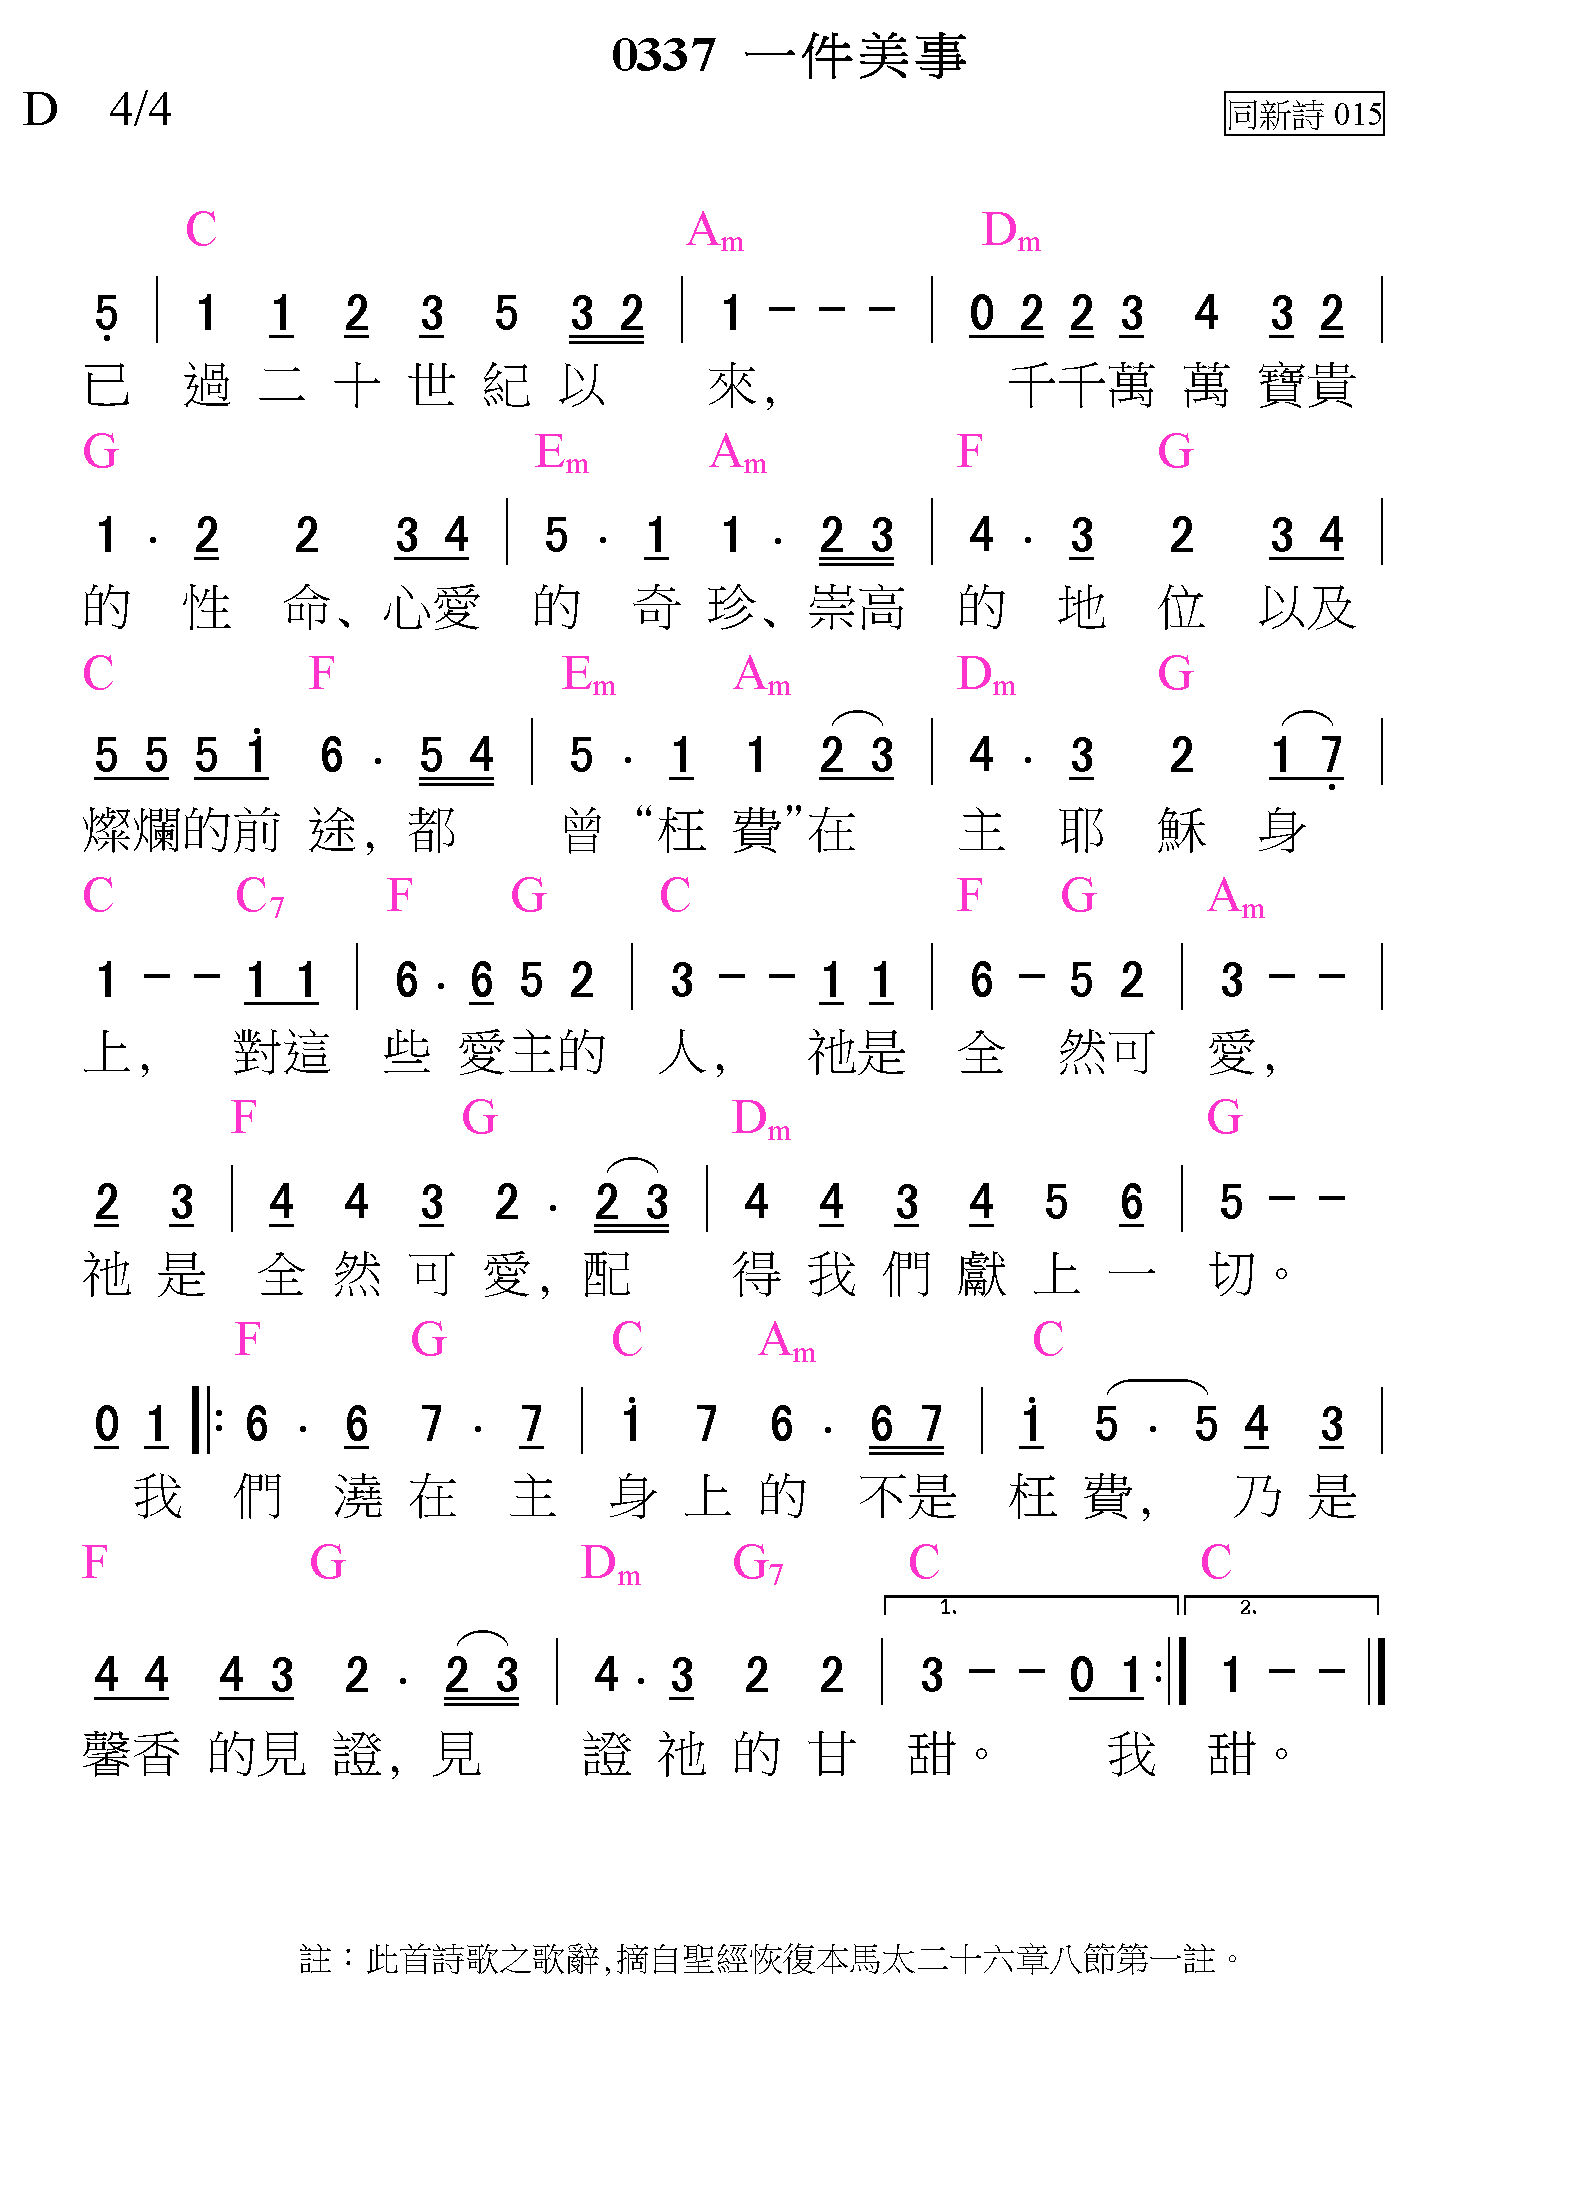 0337 一件美事
D 4/4 同新詩 015
C Am Dm
5 | 1 1 2 3 5 3 2 | 1 - - - | 0 2 2 3 4 3 2 |
已 過 二 十 世 紀 以 來, 千千萬 萬 寶貴
G Em Am F G
1 . 2 2 3 4 | 5 . 1 1 . 2 3 | 4 . 3 2 3 4 |
的 性 命、心愛 的 奇 珍、崇高 的 地 位 以及
C F Em Am Dm G
5 5 5 1 6 . 5 4 | 5 . 1 1 2 3 | 4 . 3 2 1 7 |
燦爛的前 途, 都 曾 “枉 費”在 主 耶 穌 身
C C7 F G C F G Am
1 - - 1 1 | 6 . 6 5 2 | 3 - - 1 1 | 6 - 5 2 | 3 - - |
上, 對這 些 愛主的 人, 祂是 全 然可 愛,
F G Dm G
2 3 | 4 4 3 2 . 2 3 | 4 4 3 4 5 6 | 5 - -
祂 是 全 然 可 愛, 配 得 我 們 獻 上 一 切。
F G C Am C
0 1 |: 6 . 6 7 . 7 | 1 7 6 . 6 7 | 1 5 . 5 4 3 |
我 們 澆 在 主 身 上 的 不是 枉 費, 乃 是
F G Dm G7 C C
1. 2.
4 4 4 3 2 . 2 3 | 4 . 3 2 2 | 3 - - 0 1 :| 1 - - |
馨香 的見 證, 見 證 祂 的 甘 甜。 我 甜。
註：此首詩歌之歌辭,摘自聖經恢復本馬太二十六章八節第一註。